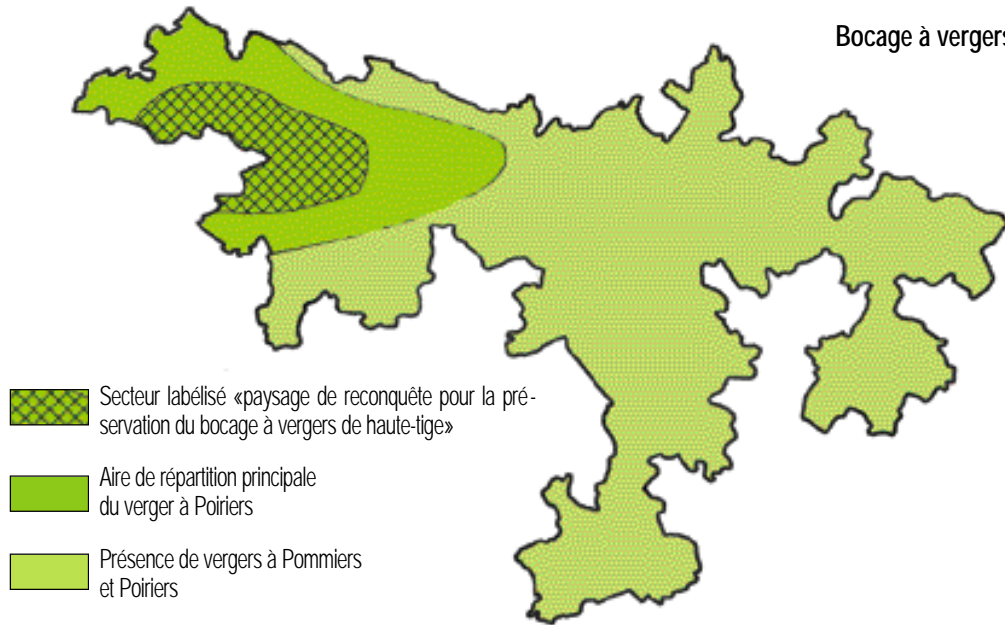 Bocage à vergers
Secteur labélisé «paysage de reconquête pour la pré-
servation du bocage à vergers de haute-tige»
Aire de répartition principale
du verger à Poiriers
Présence de vergers à Pommiers
et Poiriers